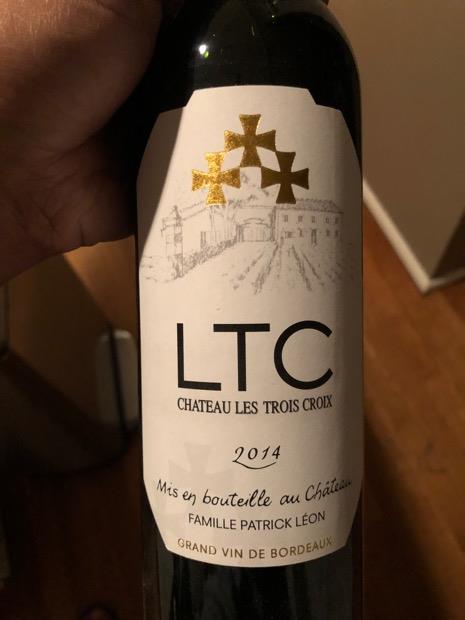 LTC
CHATEAU LES TROIS CROIX
2014
Mis en bouteille au Château
FAMILLE PATRICK LÉON
GRAND VIN DE BORDEAUX